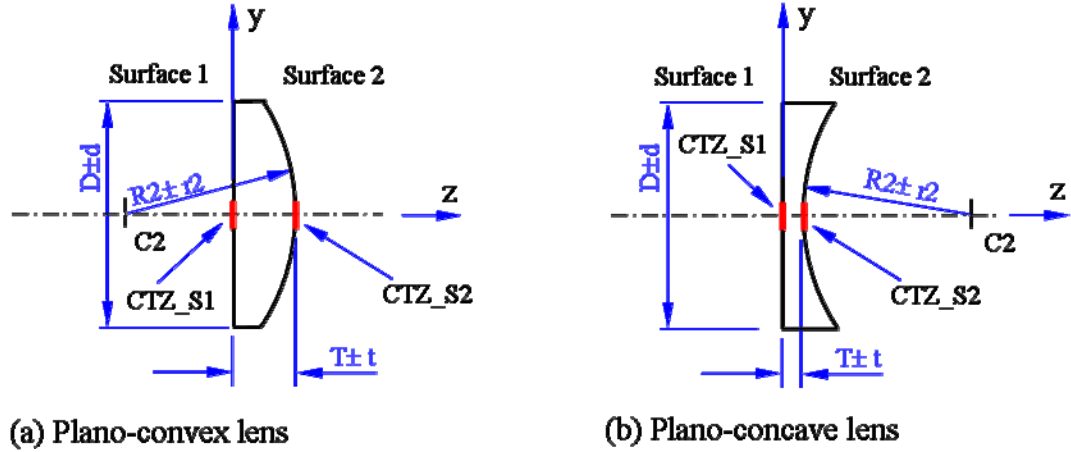 y
Surface 1
Surface 2
D±d
R2± r2
z
C2
CTZ_S1
CTZ_S2
T± t
(a) Plano-convex lens
y
Surface 1
Surface 2
CTZ_S1
D±d
R2± r2
z
C2
CTZ_S2
T± t
(b) Plano-concave lens